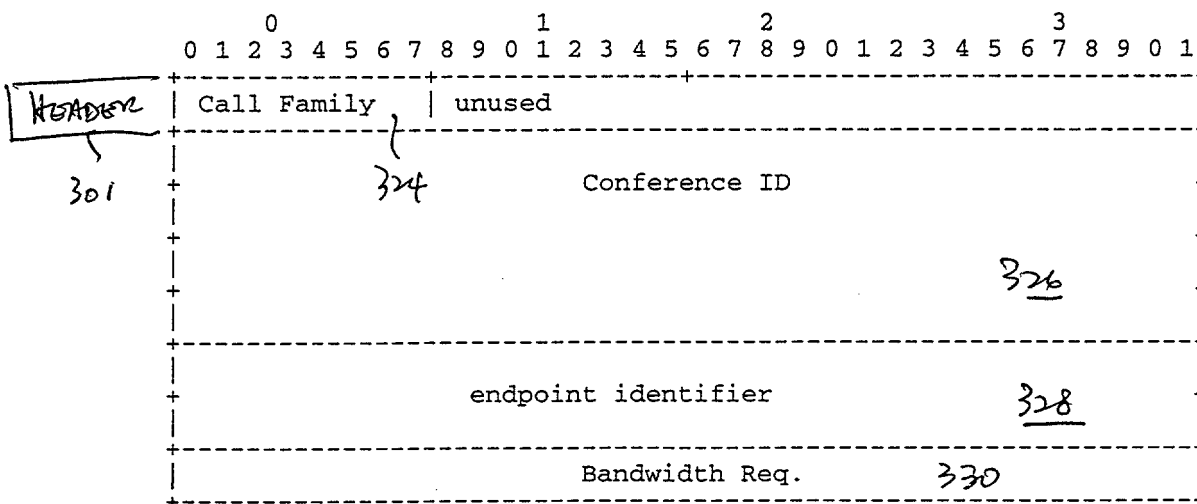 0 1 2 3
0 1 2 3 4 5 6 7 8 9 0 1 2 3 4 5 6 7 8 9 0 1 2 3 4 5 6 7 8 9 0 1
HEADER | Call Family | unused
301 324 Conference ID
326
endpoint identifier 328
Bandwidth Req. 330